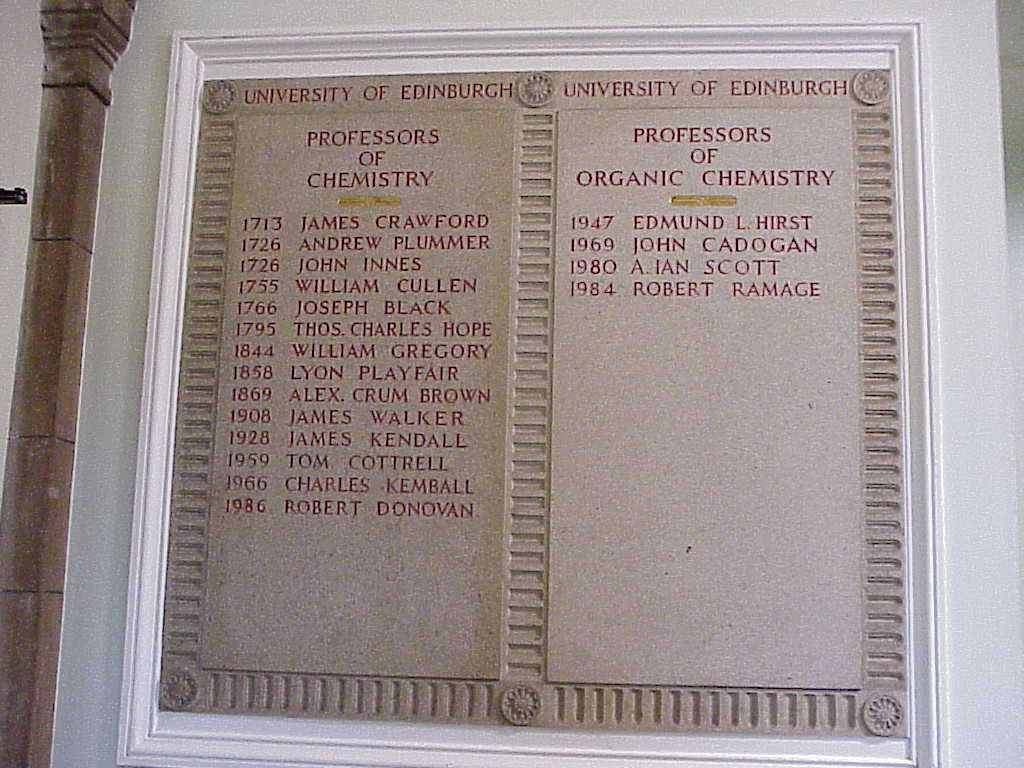 UNIVERSITY OF EDINBURGH
PROFESSORS
OF
CHEMISTRY
1713 JAMES CRAWFORD
1726 ANDREW PLUMMER
1726 JOHN INNES
1755 WILLIAM CULLEN
1766 JOSEPH BLACK
1795 THOS. CHARLES HOPE
1844 WILLIAM GREGORY
1858 LYON PLAYFAIR
1869 ALEX. CRUM BROWN
1908 JAMES WALKER
1928 JAMES KENDALL
1959 TOM COTTRELL
1966 CHARLES KEMBALL
1986 ROBERT DONOVAN
UNIVERSITY OF EDINBURGH
PROFESSORS
OF
ORGANIC CHEMISTRY
1947 EDMUND L. HIRST
1969 JOHN CADOGAN
1980 A. IAN SCOTT
1984 ROBERT RAMAGE